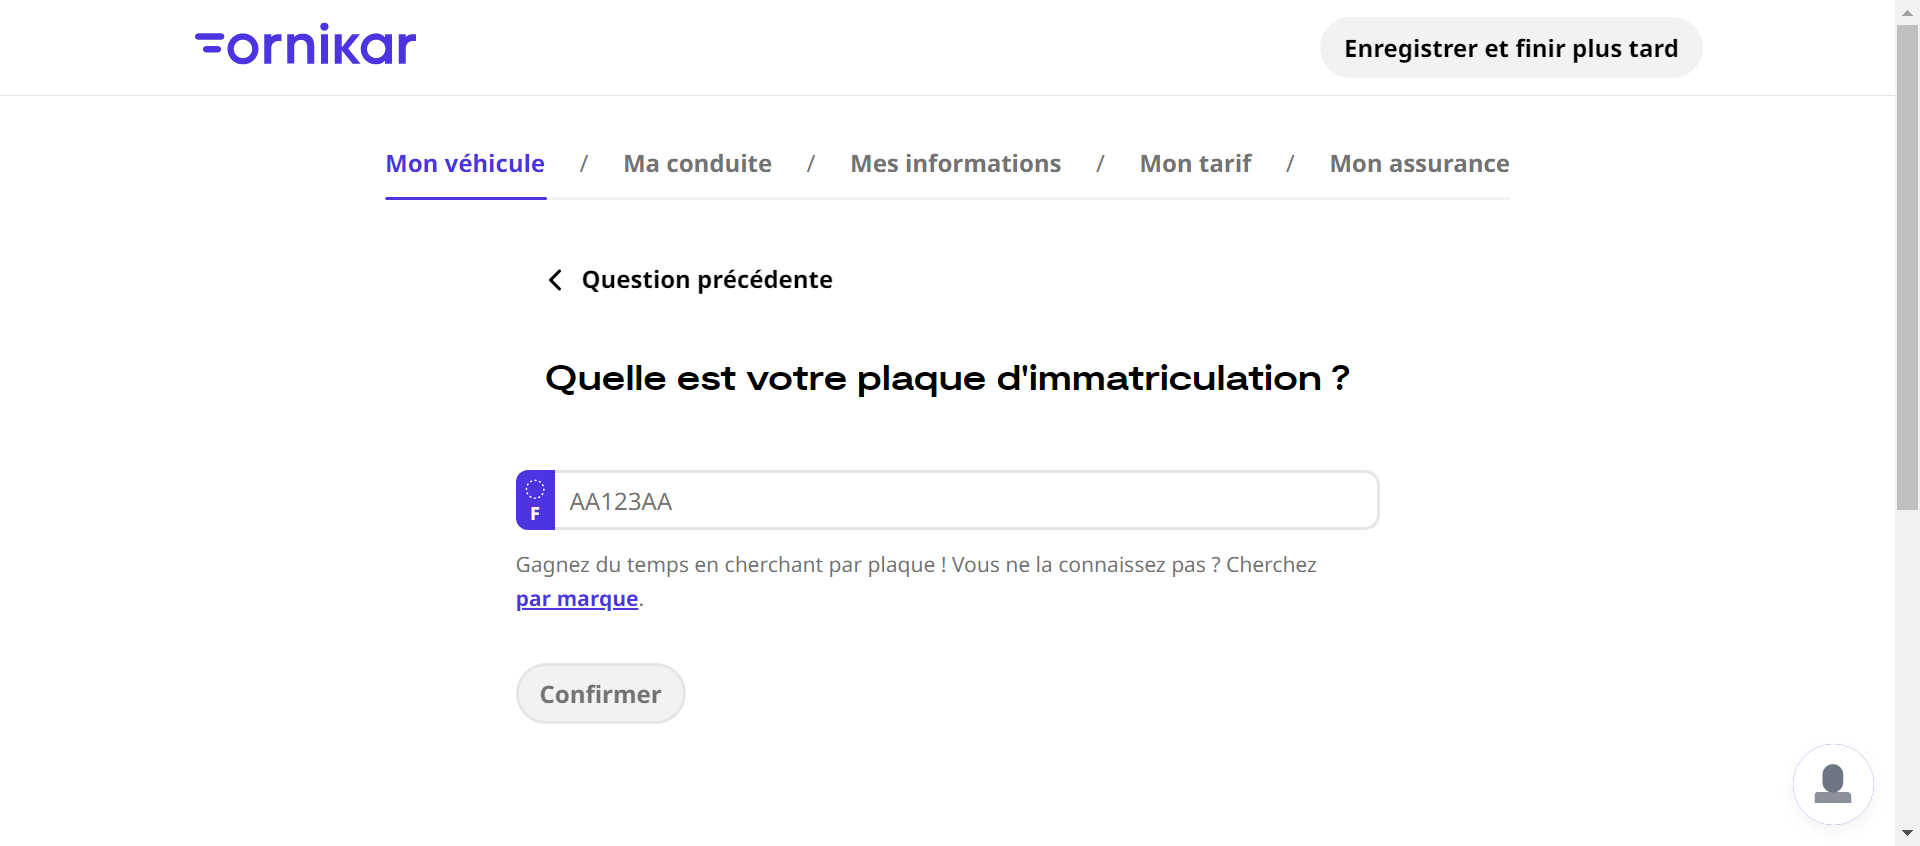 ornikar
Enregistrer et finir plus tard
Mon véhicule / Ma conduite / Mes informations / Mon tarif / Mon assurance
Question précédente
Quelle est votre plaque d'immatriculation ?
F
AA123AA
Gagnez du temps en cherchant par plaque ! Vous ne la connaissez pas ? Cherchez
par marque.
Confirmer